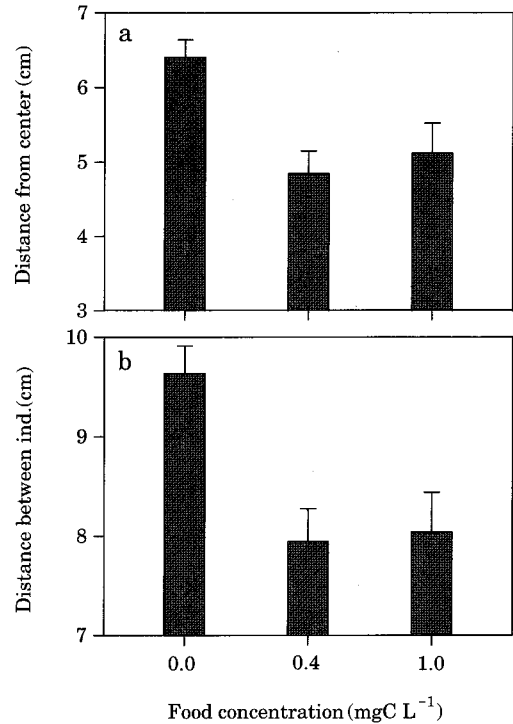 a
Distance from center (cm)
7
6
5
4
3
b
Distance between ind.(cm)
10
9
8
7
0.0 0.4 1.0
Food concentration (mgC L⁻¹)